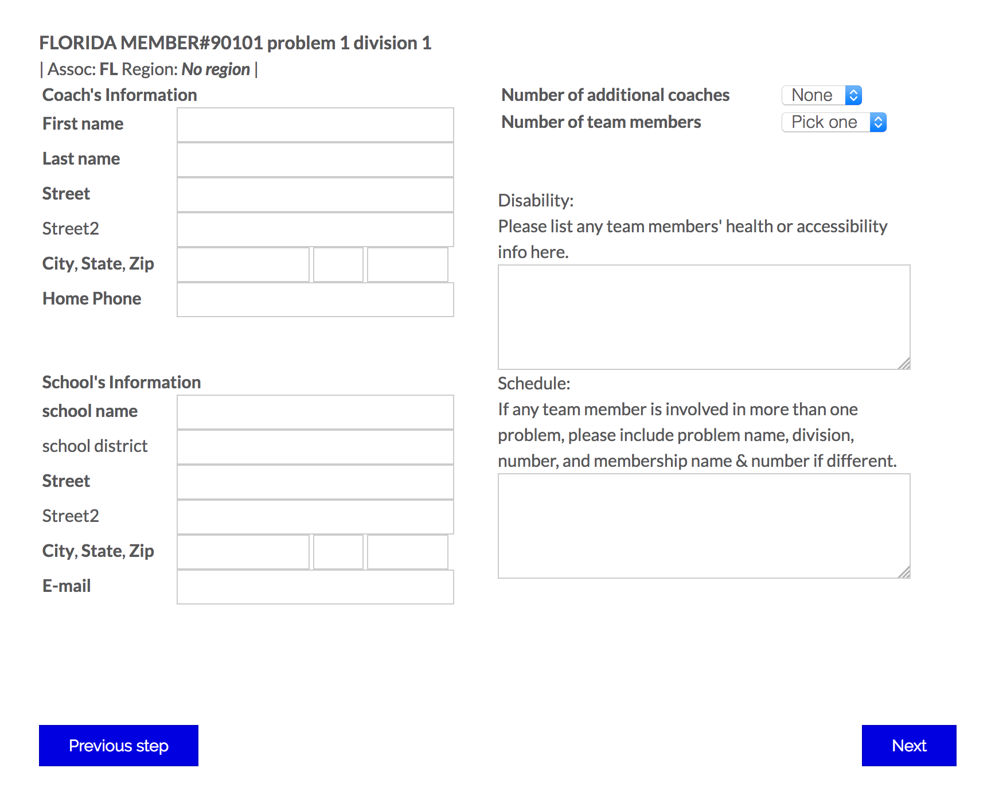 FLORIDA MEMBER#90101 problem 1 division 1
| Assoc: FL Region: No region |
Coach's Information
First name
Last name
Street
Street2
City, State, Zip
Home Phone
School's Information
school name
school district
Street
Street2
City, State, Zip
E-mail
Number of additional coaches None
Number of team members Pick one
Disability:
Please list any team members' health or accessibility
info here.
Schedule:
If any team member is involved in more than one
problem, please include problem name, division,
number, and membership name & number if different.
Previous step
Next